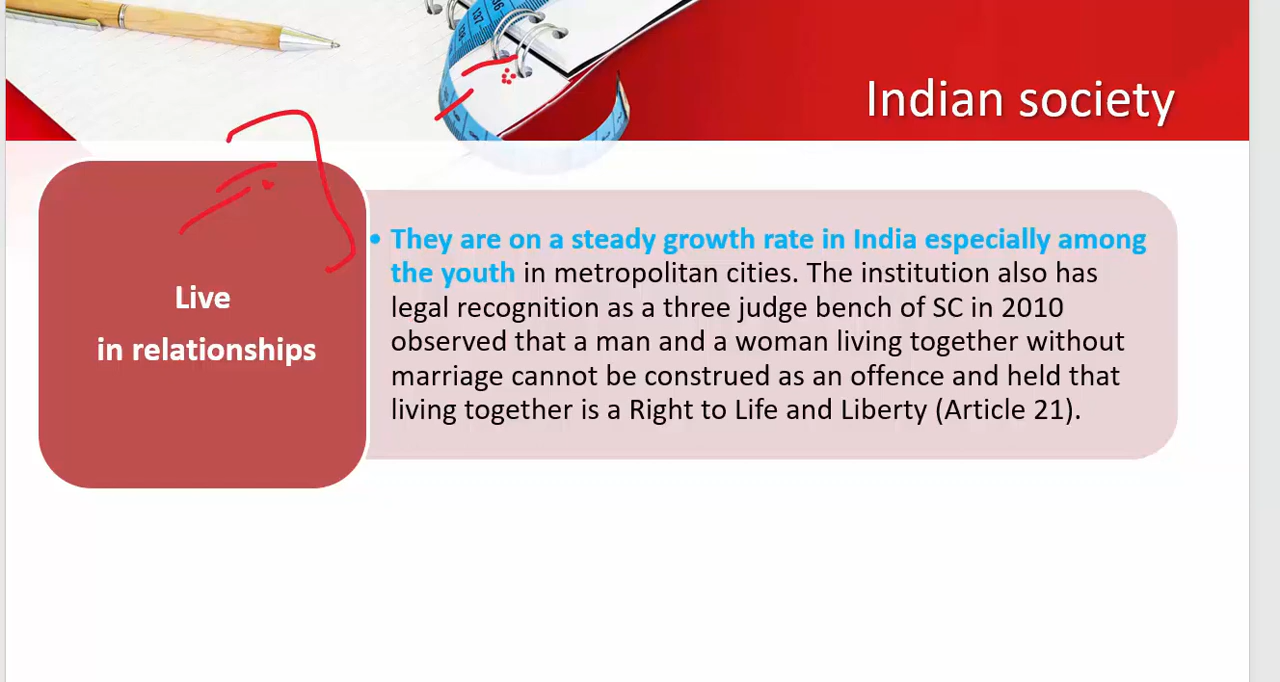 Indian society
Live
in relationships
• They are on a steady growth rate in India especially among
the youth in metropolitan cities. The institution also has
legal recognition as a three judge bench of SC in 2010
observed that a man and a woman living together without
marriage cannot be construed as an offence and held that
living together is a Right to Life and Liberty (Article 21).